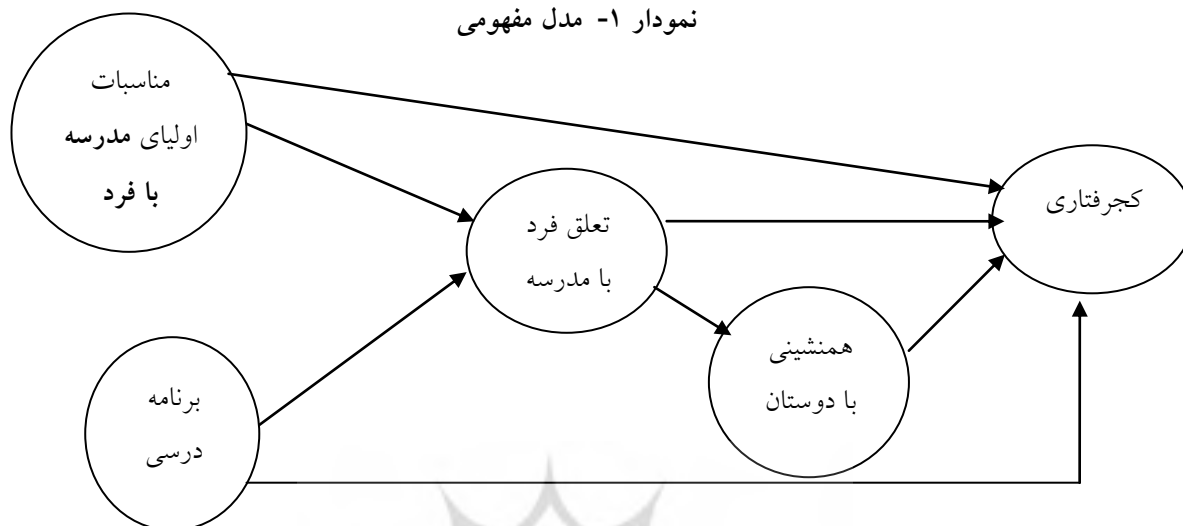 نمودار ۱- مدل مفهومی
مناسبات
اولیای مدرسه
با فرد
کجرفتاری
تعلق فرد
با مدرسه
همنشینی
با دوستان
برنامه
درسی